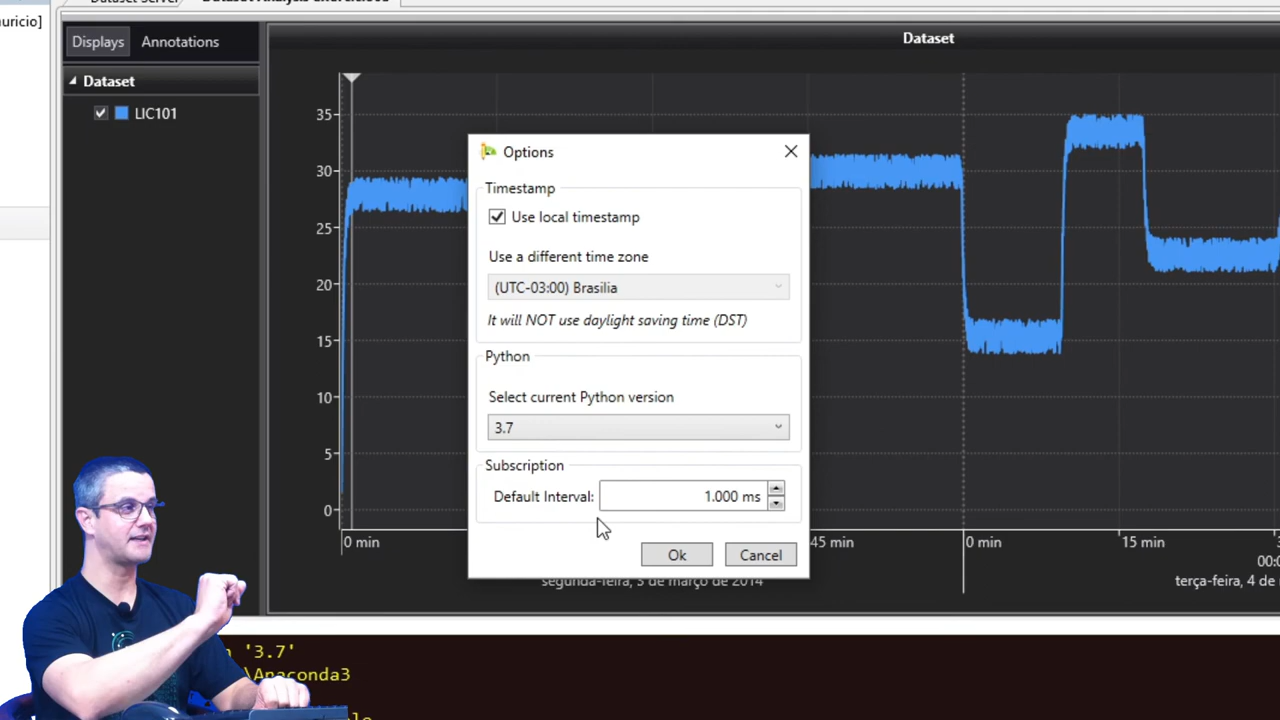 uricio]
Displays
Annotations
Dataset
LIC101
Dataset
35
30
25
20
15
10
5
0
0 min
45 min
0 min
15 min
segunda-feira, 3 de março de 2014
terça-feira, 4 de
00:
Options
Timestamp
Use local timestamp
Use a different time zone
(UTC-03:00) Brasilia
It will NOT use daylight saving time (DST)
Python
Select current Python version
3.7
Subscription
Default Interval:
1.000 ms
Ok
Cancel
'3.7'
\Anaconda3